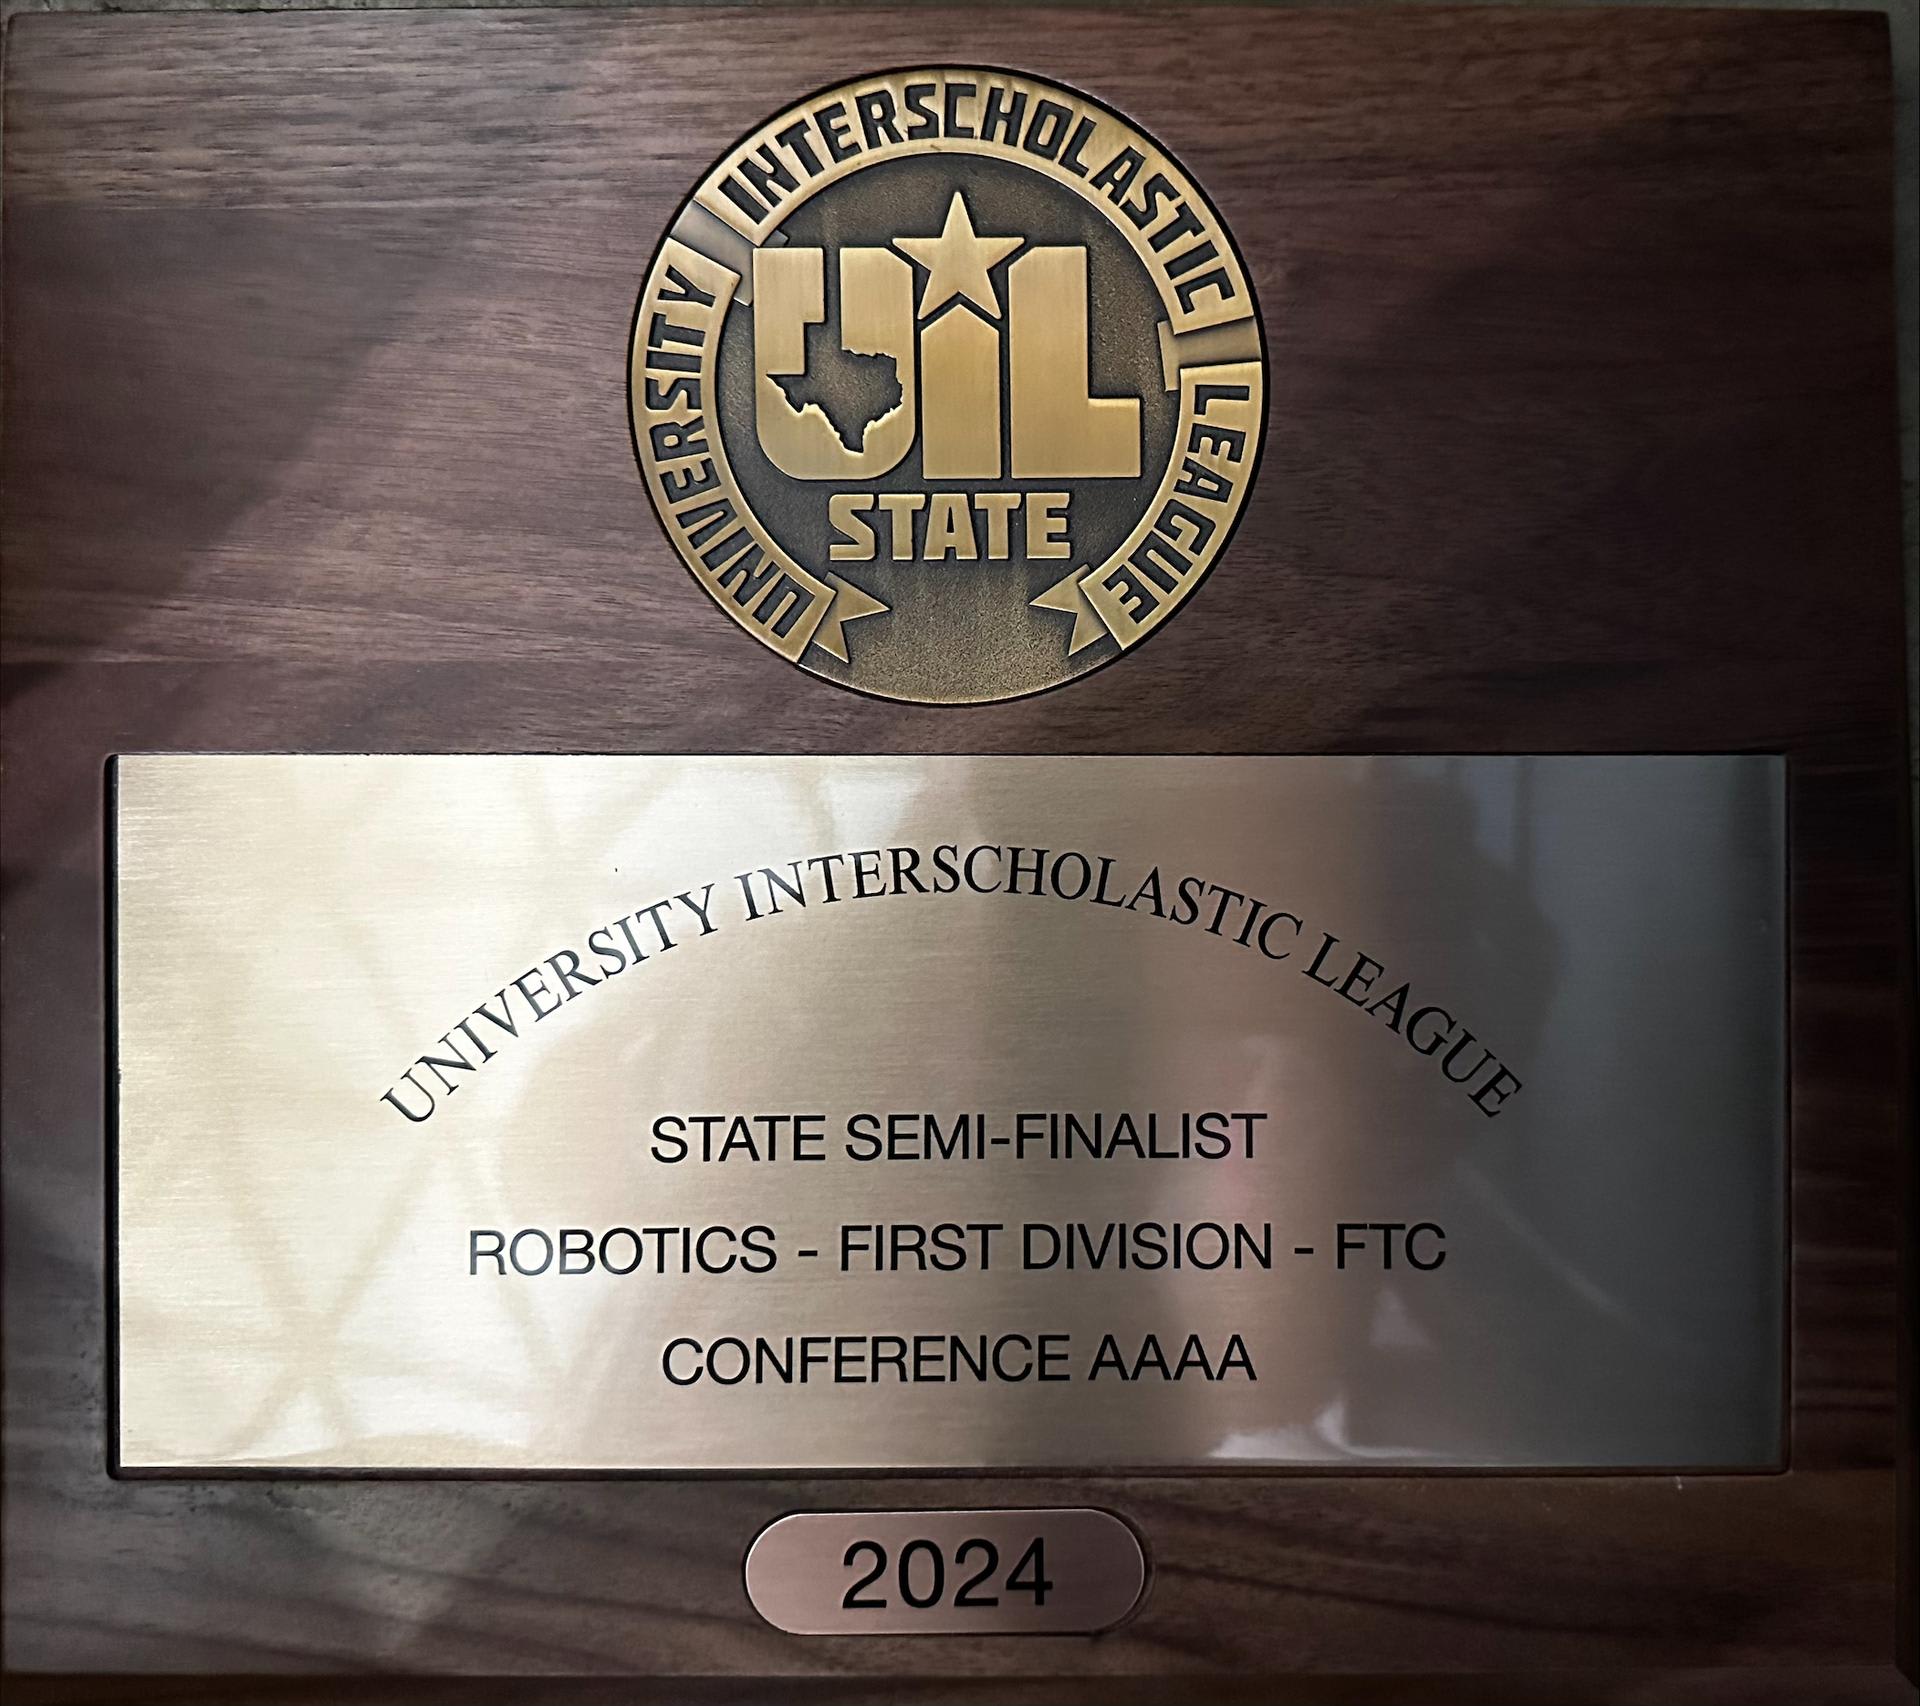 UNIVERSITY INTERSCHOLASTIC LEAGUE
UIL
STATE
UNIVERSITY INTERSCHOLASTIC LEAGUE
STATE SEMI-FINALIST
ROBOTICS - FIRST DIVISION - FTC
CONFERENCE AAAA
2024